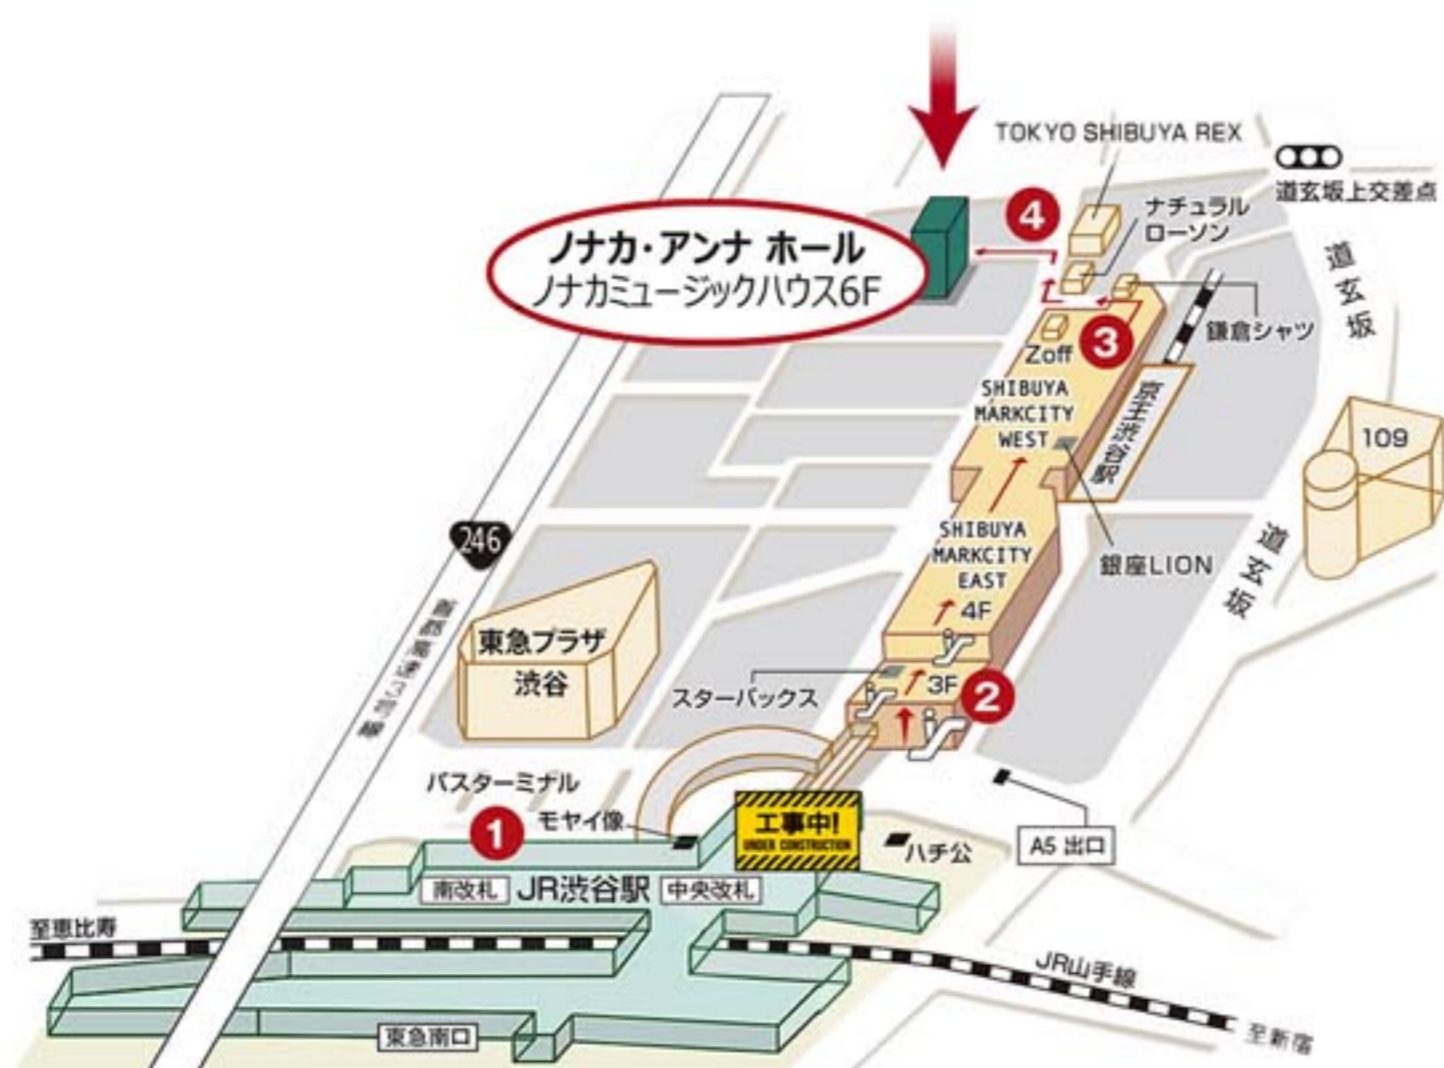 TOKYO SHIBUYA REX
道玄坂上交差点
4
ナチュラル
ローソン
ノナカ・アンナ ホール
ノナカミュージックハウス6F
道玄坂
鎌倉シャツ
3
Zoff
SHIBUYA
MARKCITY
WEST
京王渋谷駅
109
246
SHIBUYA
MARKCITY
EAST
銀座LION
道玄坂
4F
首都高速3号線
東急プラザ
渋谷
スターバックス
3F
2
バスターミナル
1
モヤイ像
工事中!
UNDER CONSTRUCTION
ハチ公
A5 出口
南改札
JR渋谷駅
中央改札
至恵比寿
JR山手線
東急南口
至新宿